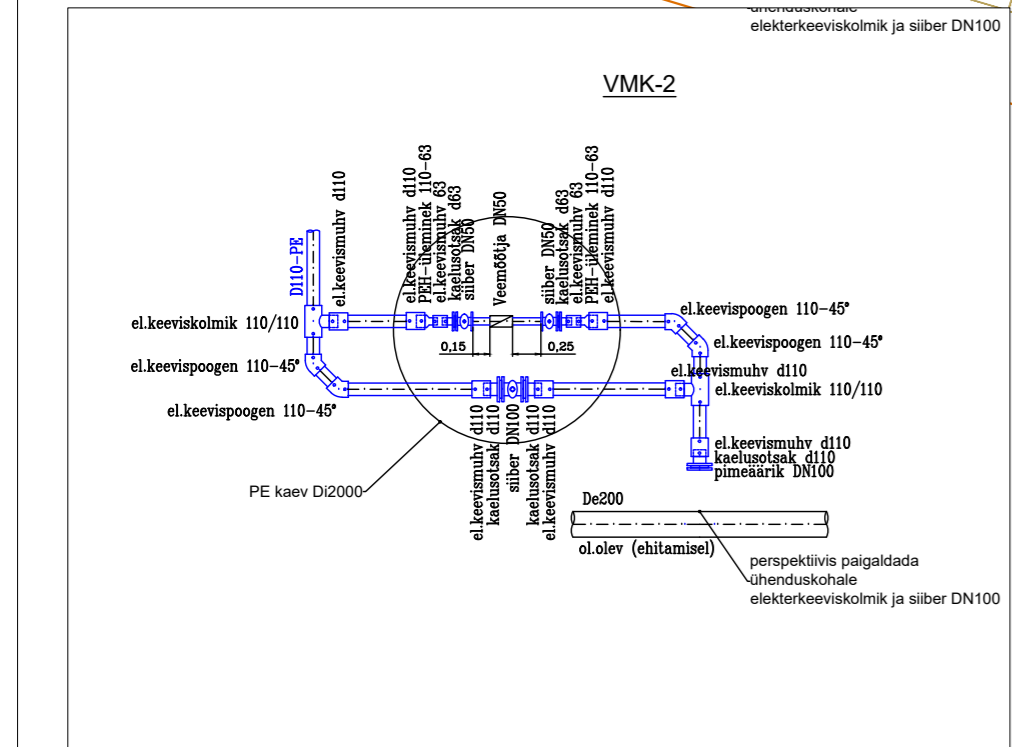 ühenduskohale
elekterkeeviskolmik ja siiber DN100
VMK-2
D110-PE
el.keevismuhv d110
el.keevismuhv d110
PEH-üleminek 110-63
el.keevismuhv 63
kaelusotsak d63
siiber DN50
Veemõõtja DN50
siiber DN50
kaelusotsak d63
el.keevismuhv 63
PEH-üleminek 110-63
el.keevismuhv d110
el.keeviskolmik 110/110
0,15
0,25
el.keevispoogen 110-45°
el.keevispoogen 110-45°
el.keevispoogen 110-45°
el.keevispoogen 110-45°
el.keevismuhv d110
el.keeviskolmik 110/110
el.keevismuhv d110
kaelusotsak d110
siiber DN100
kaelusotsak d110
el.keevismuhv d110
el.keevismuhv d110
kaelusotsak d110
pimeäärik DN100
PE kaev Di2000
De200
ol.olev (ehitamisel)
perspektiivis paigaldada
ühenduskohale
elekterkeeviskolmik ja siiber DN100